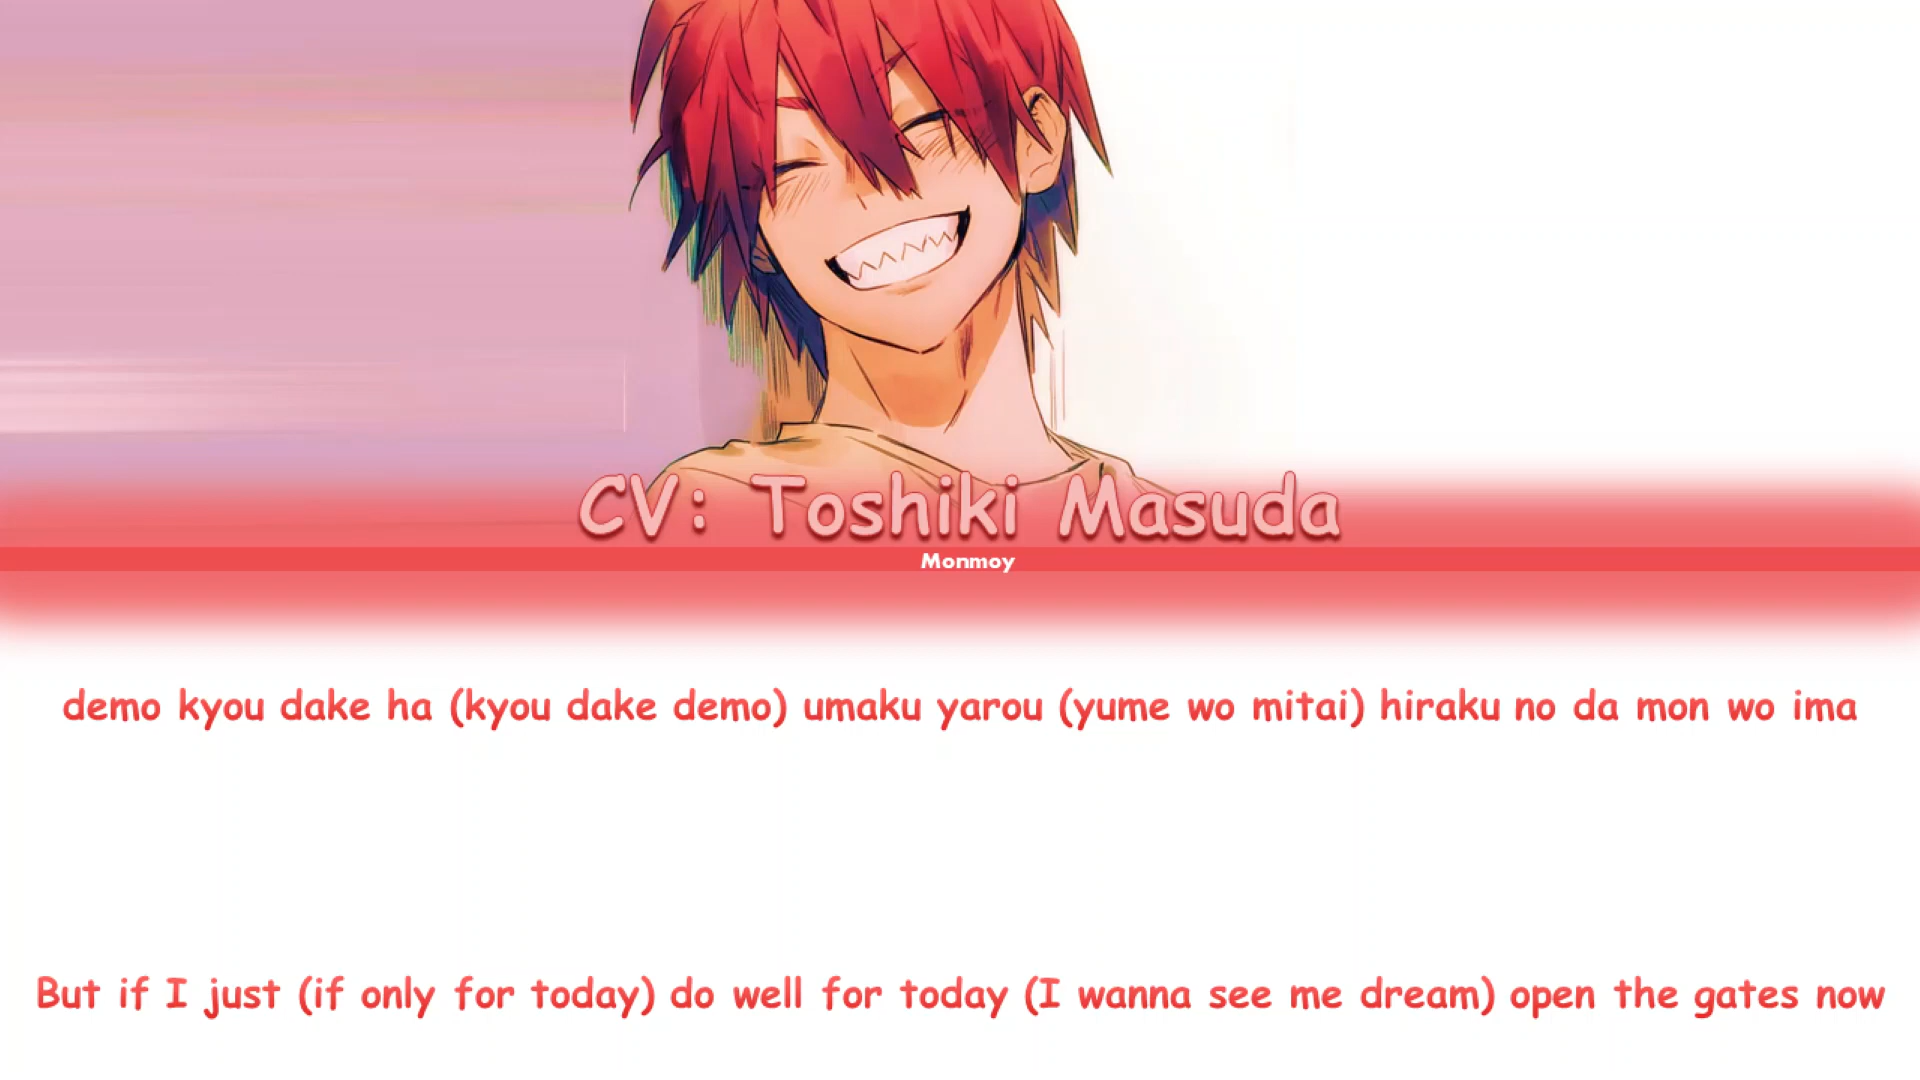 CV: Toshiki Masuda
Monmoy
demo kyou dake ha (kyou dake demo) umaku yarou (yume wo mitai) hiraku no da mon wo ima
But if I just (if only for today) do well for today (I wanna see me dream) open the gates now